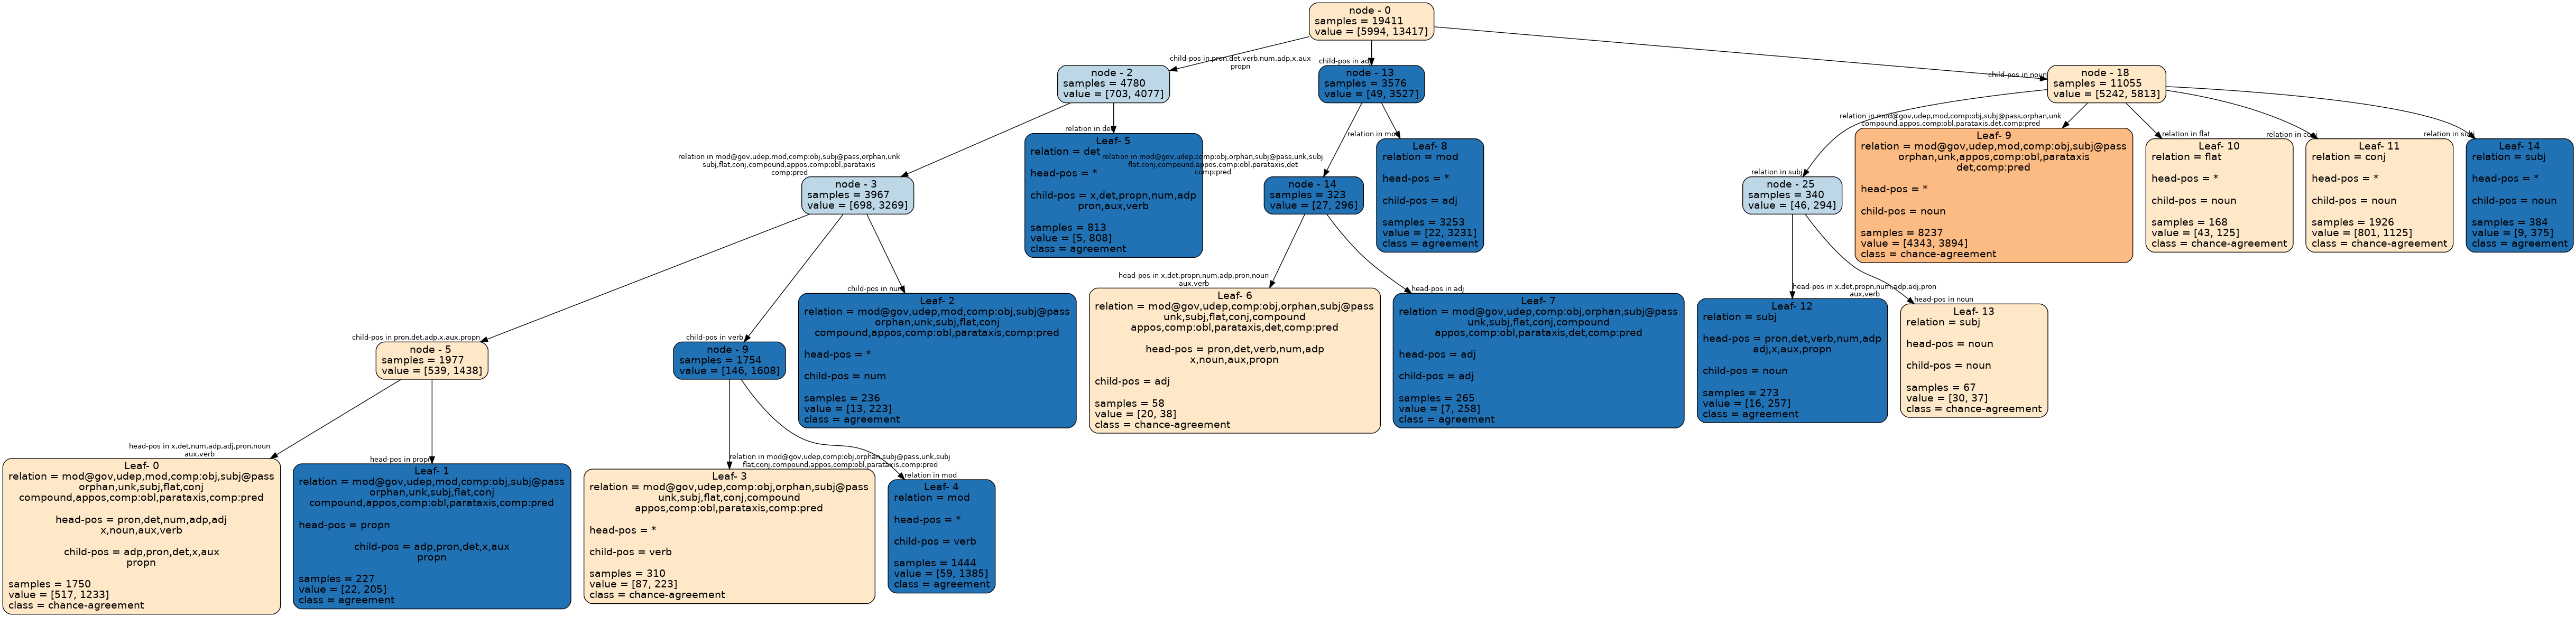 node - 0
samples = 19411
value = [5994, 13417]
child-pos in pron,det,verb,num,adp,x,aux
propn
child-pos in adj
child-pos in noun
node - 2
samples = 4780
value = [703, 4077]
node - 13
samples = 3576
value = [49, 3527]
node - 18
samples = 11055
value = [5242, 5813]
relation in mod@gov,udep,mod,comp:obj,subj@pass,orphan,unk
subj,flat,conj,compound,appos,comp:obl,parataxis
comp:pred
relation in det
relation in mod@gov,udep,comp:obj,orphan,subj@pass,unk,subj
flat,conj,compound,appos,comp:obl,parataxis,det
comp:pred
relation in mod
relation in subj
relation in mod@gov,udep,mod,comp:obj,subj@pass,orphan,unk
compound,appos,comp:obl,parataxis,det,comp:pred
relation in flat
relation in conj
relation in subj
node - 3
samples = 3967
value = [698, 3269]
Leaf- 5
relation = det
head-pos = *
child-pos = x,det,propn,num,adp
pron,aux,verb
samples = 813
value = [5, 808]
class = agreement
node - 14
samples = 323
value = [27, 296]
Leaf- 8
relation = mod
head-pos = *
child-pos = adj
samples = 3253
value = [22, 3231]
class = agreement
node - 25
samples = 340
value = [46, 294]
Leaf- 9
relation = mod@gov,udep,mod,comp:obj,subj@pass
orphan,unk,appos,comp:obl,parataxis
det,comp:pred
head-pos = *
child-pos = noun
samples = 8237
value = [4343, 3894]
class = chance-agreement
Leaf- 10
relation = flat
head-pos = *
child-pos = noun
samples = 168
value = [43, 125]
class = chance-agreement
Leaf- 11
relation = conj
head-pos = *
child-pos = noun
samples = 1926
value = [801, 1125]
class = chance-agreement
Leaf- 14
relation = subj
head-pos = *
child-pos = noun
samples = 384
value = [9, 375]
class = agreement
child-pos in pron,det,adp,x,aux,propn
child-pos in verb
child-pos in num
head-pos in x,det,propn,num,adp,pron,noun
aux,verb
head-pos in adj
head-pos in x,det,propn,num,adp,adj,pron
aux,verb
head-pos in noun
node - 5
samples = 1977
value = [539, 1438]
node - 9
samples = 1754
value = [146, 1608]
Leaf- 2
relation = mod@gov,udep,mod,comp:obj,subj@pass
orphan,unk,subj,flat,conj
compound,appos,comp:obl,parataxis,comp:pred
head-pos = *
child-pos = num
samples = 236
value = [13, 223]
class = agreement
Leaf- 6
relation = mod@gov,udep,comp:obj,orphan,subj@pass
unk,subj,flat,conj,compound
appos,comp:obl,parataxis,det,comp:pred
head-pos = pron,det,verb,num,adp
x,noun,aux,propn
child-pos = adj
samples = 58
value = [20, 38]
class = chance-agreement
Leaf- 7
relation = mod@gov,udep,comp:obj,orphan,subj@pass
unk,subj,flat,conj,compound
appos,comp:obl,parataxis,det,comp:pred
head-pos = adj
child-pos = adj
samples = 265
value = [7, 258]
class = agreement
Leaf- 12
relation = subj
head-pos = pron,det,verb,num,adp
adj,x,aux,propn
child-pos = noun
samples = 273
value = [16, 257]
class = agreement
Leaf- 13
relation = subj
head-pos = noun
child-pos = noun
samples = 67
value = [30, 37]
class = chance-agreement
head-pos in x,det,num,adp,adj,pron,noun
aux,verb
head-pos in propn
relation in mod@gov,udep,comp:obj,orphan,subj@pass,unk,subj
flat,conj,compound,appos,comp:obl,parataxis,comp:pred
relation in mod
Leaf- 0
relation = mod@gov,udep,mod,comp:obj,subj@pass
orphan,unk,subj,flat,conj
compound,appos,comp:obl,parataxis,comp:pred
head-pos = pron,det,num,adp,adj
x,noun,aux,verb
child-pos = adp,pron,det,x,aux
propn
samples = 1750
value = [517, 1233]
class = chance-agreement
Leaf- 1
relation = mod@gov,udep,mod,comp:obj,subj@pass
orphan,unk,subj,flat,conj
compound,appos,comp:obl,parataxis,comp:pred
head-pos = propn
child-pos = adp,pron,det,x,aux
propn
samples = 227
value = [22, 205]
class = agreement
Leaf- 3
relation = mod@gov,udep,comp:obj,orphan,subj@pass
unk,subj,flat,conj,compound
appos,comp:obl,parataxis,comp:pred
head-pos = *
child-pos = verb
samples = 310
value = [87, 223]
class = chance-agreement
Leaf- 4
relation = mod
head-pos = *
child-pos = verb
samples = 1444
value = [59, 1385]
class = agreement